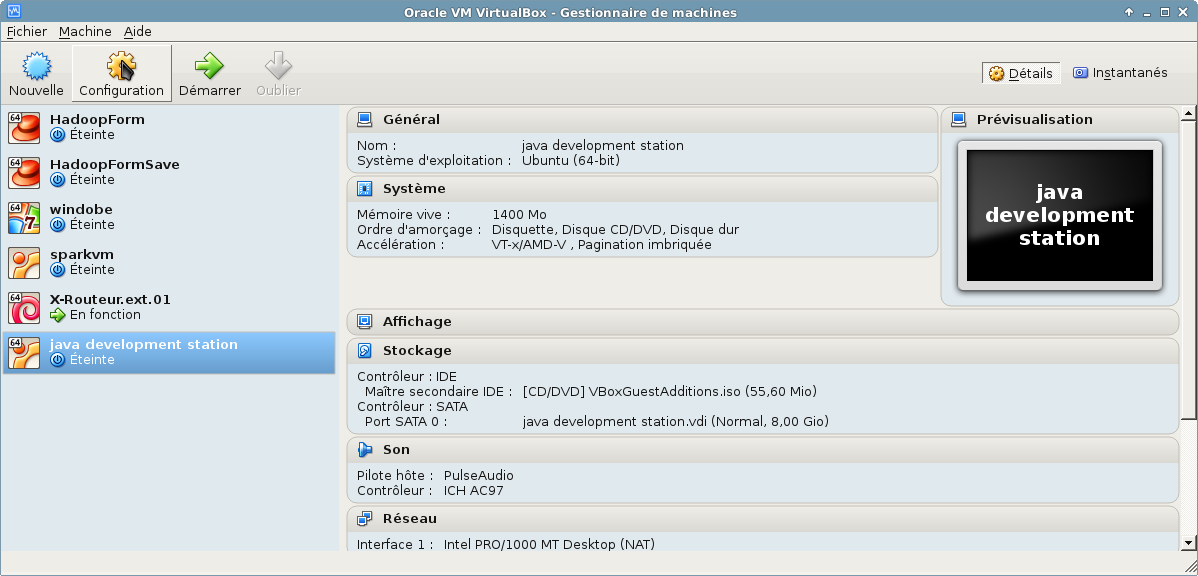 Oracle VM VirtualBox - Gestionnaire de machines
Fichier Machine Aide
Nouvelle Configuration Démarrer Oublier Détails Instantanés
64 HadoopForm
Éteinte
64 HadoopFormSave
Éteinte
64 windobe
7 Éteinte
sparkvm
Éteinte
64 X-Routeur.ext.01
En fonction
64 java development station
Éteinte
Général
Nom : java development station
Système d'exploitation : Ubuntu (64-bit)
Système
Mémoire vive : 1400 Mo
Ordre d'amorçage : Disquette, Disque CD/DVD, Disque dur
Accélération : VT-x/AMD-V , Pagination imbriquée
Prévisualisation
java
development
station
Affichage
Stockage
Contrôleur : IDE
Maître secondaire IDE : [CD/DVD] VBoxGuestAdditions.iso (55,60 Mio)
Contrôleur : SATA
Port SATA 0 : java development station.vdi (Normal, 8,00 Gio)
Son
Pilote hôte : PulseAudio
Contrôleur : ICH AC97
Réseau
Interface 1 : Intel PRO/1000 MT Desktop (NAT)